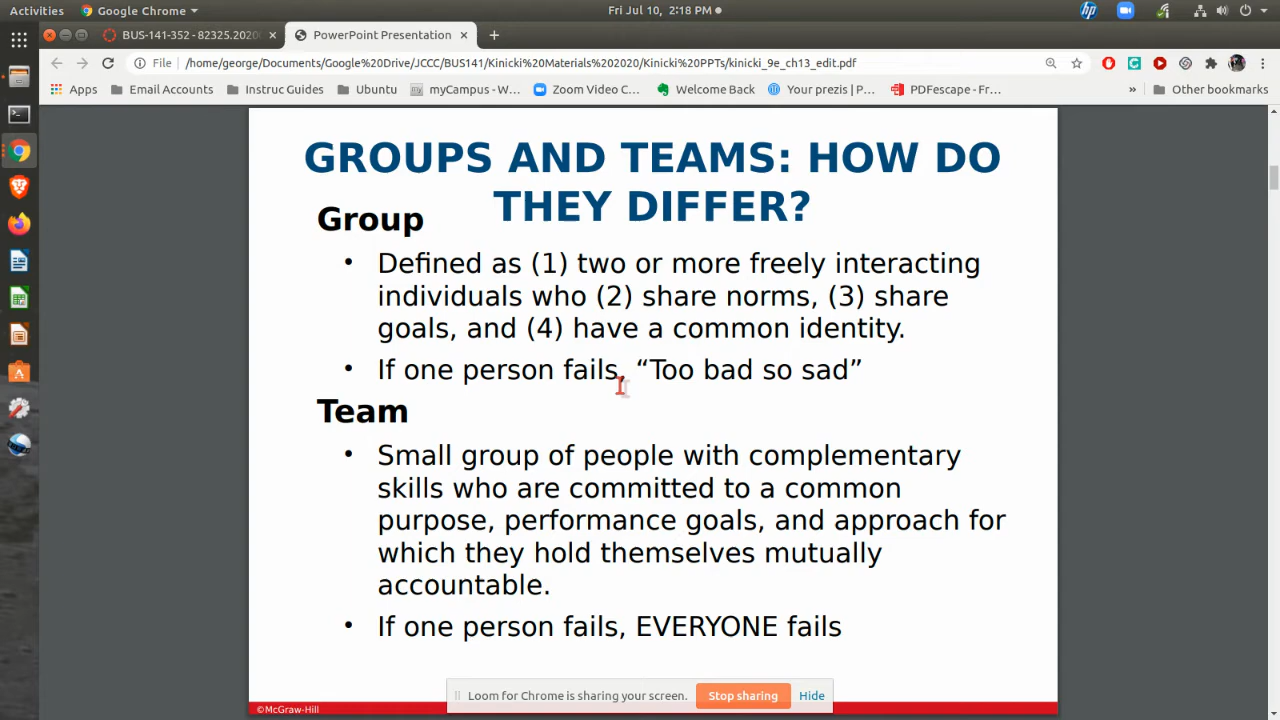 Activities
Google Chrome
Fri Jul 10, 2:18 PM
BUS-141-352 - 82325.2020
PowerPoint Presentation
File
/home/george/Documents/Google%20Drive/JCCC/BUS141/Kinicki%20Materials%202020/Kinicki%20PPTs/kinicki_9e_ch13_edit.pdf
Apps
Email Accounts
Instruc Guides
Ubuntu
myCampus - W...
Zoom Video C...
Welcome Back
Your prezis | P...
PDFescape - Fr...
»
Other bookmarks
GROUPS AND TEAMS: HOW DO
THEY DIFFER?
Group
• Defined as (1) two or more freely interacting
individuals who (2) share norms, (3) share
goals, and (4) have a common identity.
• If one person fails, “Too bad so sad”
Team
• Small group of people with complementary
skills who are committed to a common
purpose, performance goals, and approach for
which they hold themselves mutually
accountable.
• If one person fails, EVERYONE fails
Loom for Chrome is sharing your screen.
Stop sharing
Hide
©McGraw-Hill